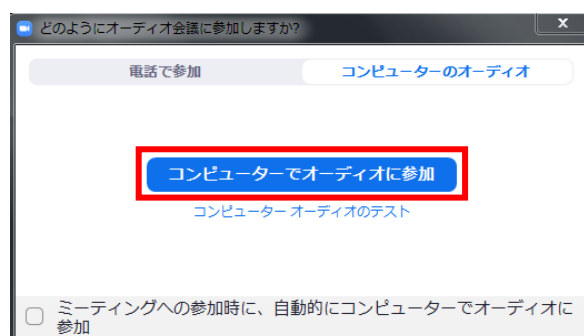 どのようにオーディオ会議に参加しますか?
電話で参加
コンピューターのオーディオ
コンピューターでオーディオに参加
コンピューター オーディオのテスト
ミーティングへの参加時に、自動的にコンピューターでオーディオに
参加